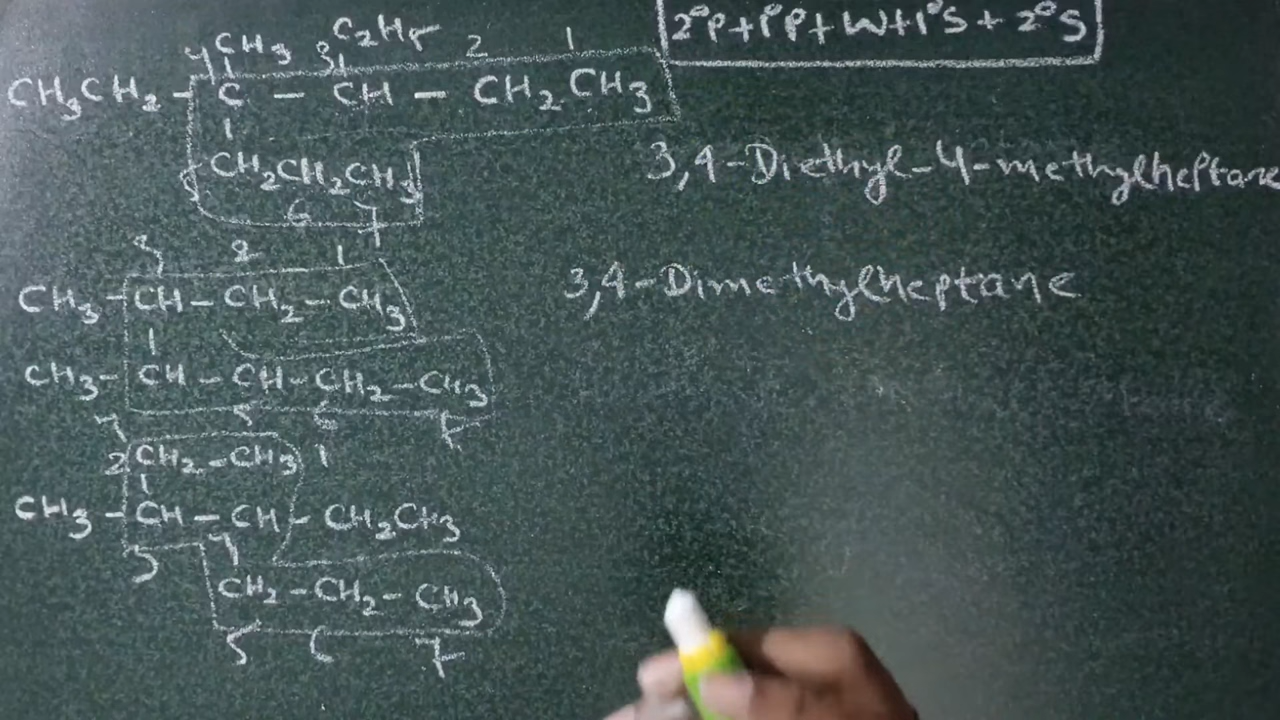 2°P+1°P+W+1°S+2°S
4 CH3 3 C2H5 2 1
CH3CH2-C-CH-CH2CH3
5 CH2CH2CH3
6 7
3,4-Diethyl-4-methylheptane
3 2 1
CH3-CH-CH2-CH3
CH3-CH-CH-CH2-CH3
4 5 6 7
3,4-Dimethylheptane
2 CH2-CH3 1
CH3-CH-CH-CH2CH3
3 4
CH2-CH2-CH3
5 6 7